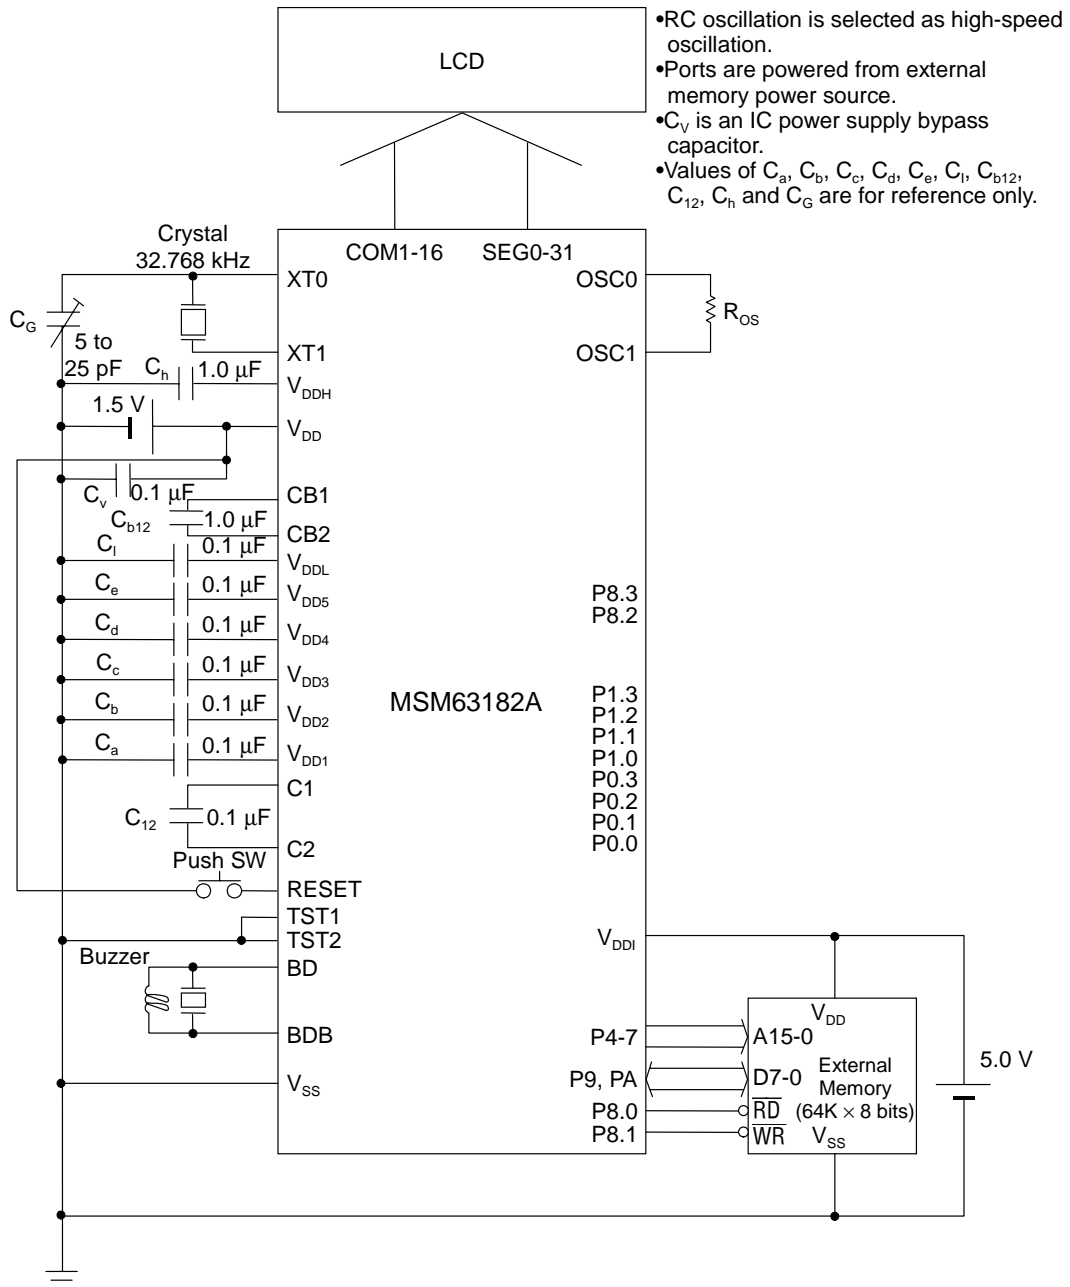 LCD
•RC oscillation is selected as high-speed
oscillation.
•Ports are powered from external
memory power source.
•CV is an IC power supply bypass
capacitor.
•Values of Ca, Cb, Cc, Cd, Ce, Cl, Cb12,
C12, Ch and CG are for reference only.
Crystal
32.768 kHz
COM1-16 SEG0-31
XT0
OSC0
CG
5 to
25 pF
ROS
XT1
OSC1
Ch 1.0 μF
VDDH
1.5 V
VDD
Cv 0.1 μF
CB1
Cb12 1.0 μF
CB2
Cl 0.1 μF
VDDL
Ce 0.1 μF
VDD5
Cd 0.1 μF
VDD4
Cc 0.1 μF
VDD3
Cb 0.1 μF
VDD2
Ca 0.1 μF
VDD1
MSM63182A
P8.3
P8.2
P1.3
P1.2
P1.1
P1.0
P0.3
P0.2
P0.1
P0.0
C1
C12 0.1 μF
C2
Push SW
RESET
TST1
TST2
Buzzer
BD
BDB
VSS
VDDI
P4-7
P9, PA
P8.0
P8.1
VDD
A15-0
D7-0
External
Memory
RD (64K × 8 bits)
WR VSS
5.0 V